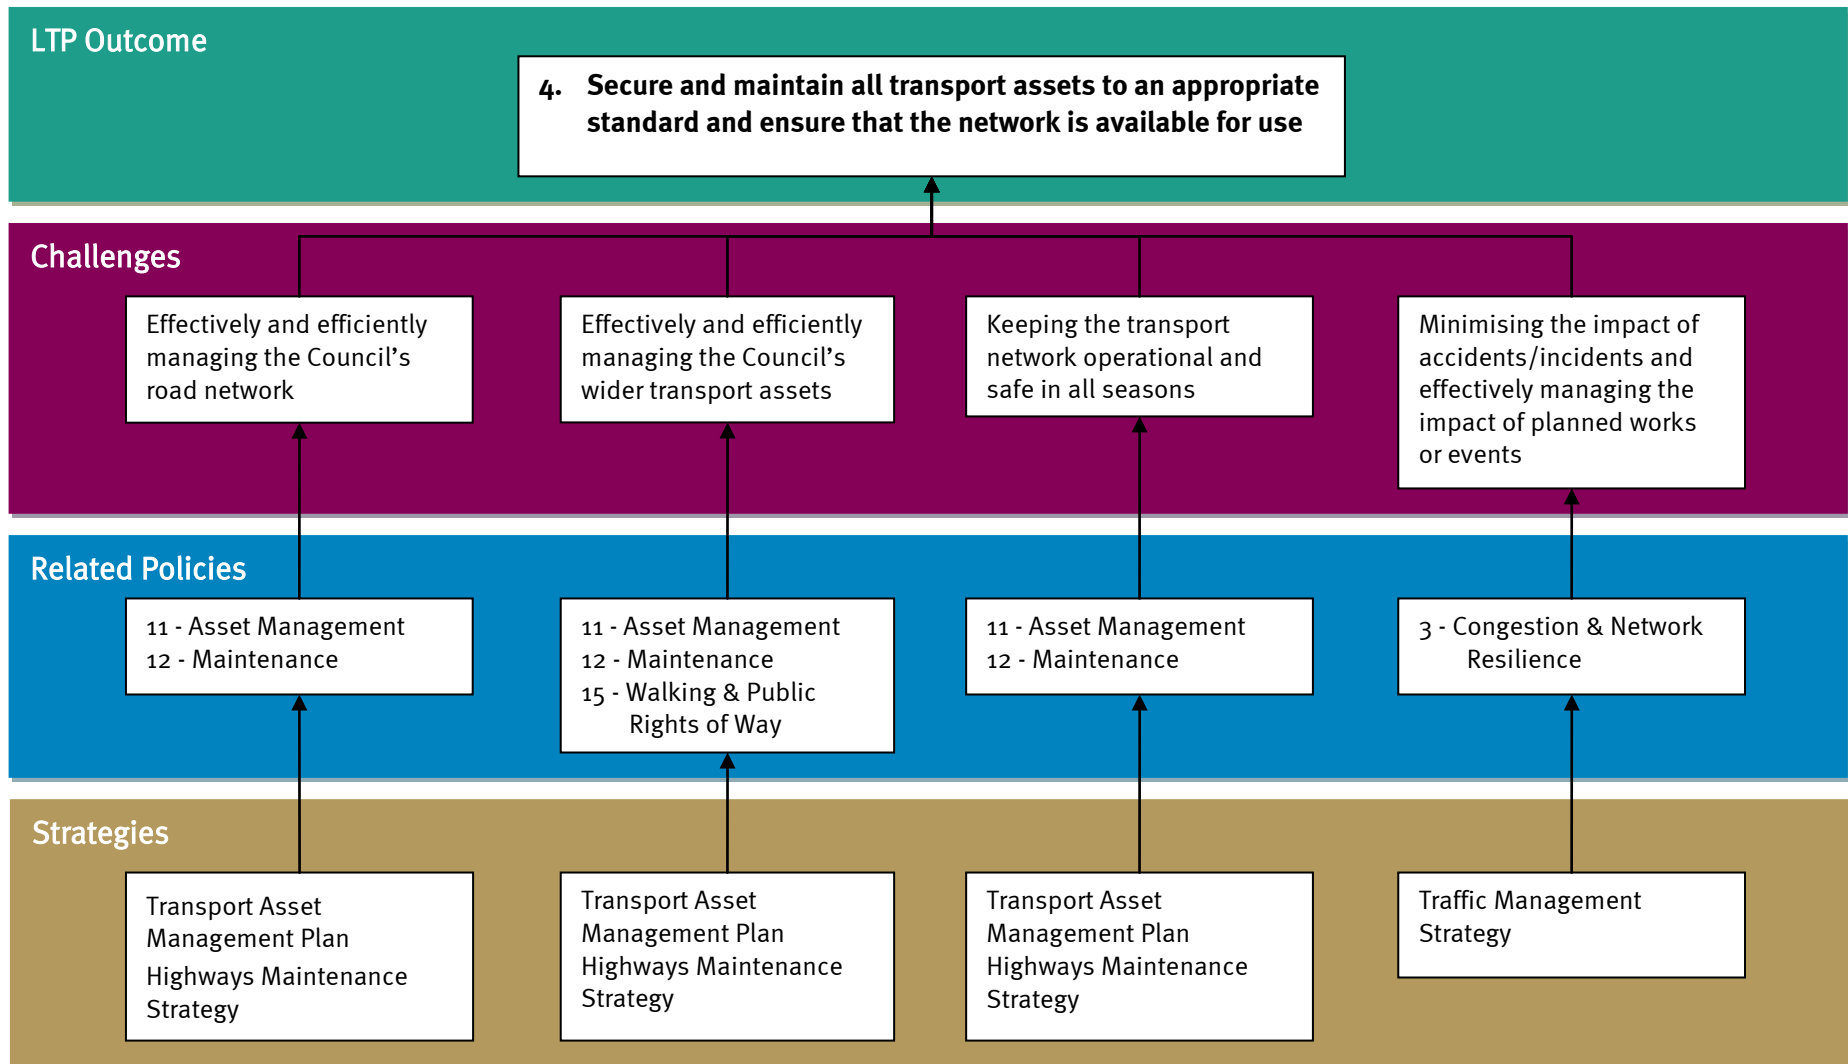 LTP Outcome
4. Secure and maintain all transport assets to an appropriate
standard and ensure that the network is available for use
Challenges
Effectively and efficiently
managing the Council’s
road network
Effectively and efficiently
managing the Council’s
wider transport assets
Keeping the transport
network operational and
safe in all seasons
Minimising the impact of
accidents/incidents and
effectively managing the
impact of planned works
or events
Related Policies
11 - Asset Management
12 - Maintenance
11 - Asset Management
12 - Maintenance
15 - Walking & Public
Rights of Way
11 - Asset Management
12 - Maintenance
3 - Congestion & Network
Resilience
Strategies
Transport Asset
Management Plan
Highways Maintenance
Strategy
Transport Asset
Management Plan
Highways Maintenance
Strategy
Transport Asset
Management Plan
Highways Maintenance
Strategy
Traffic Management
Strategy